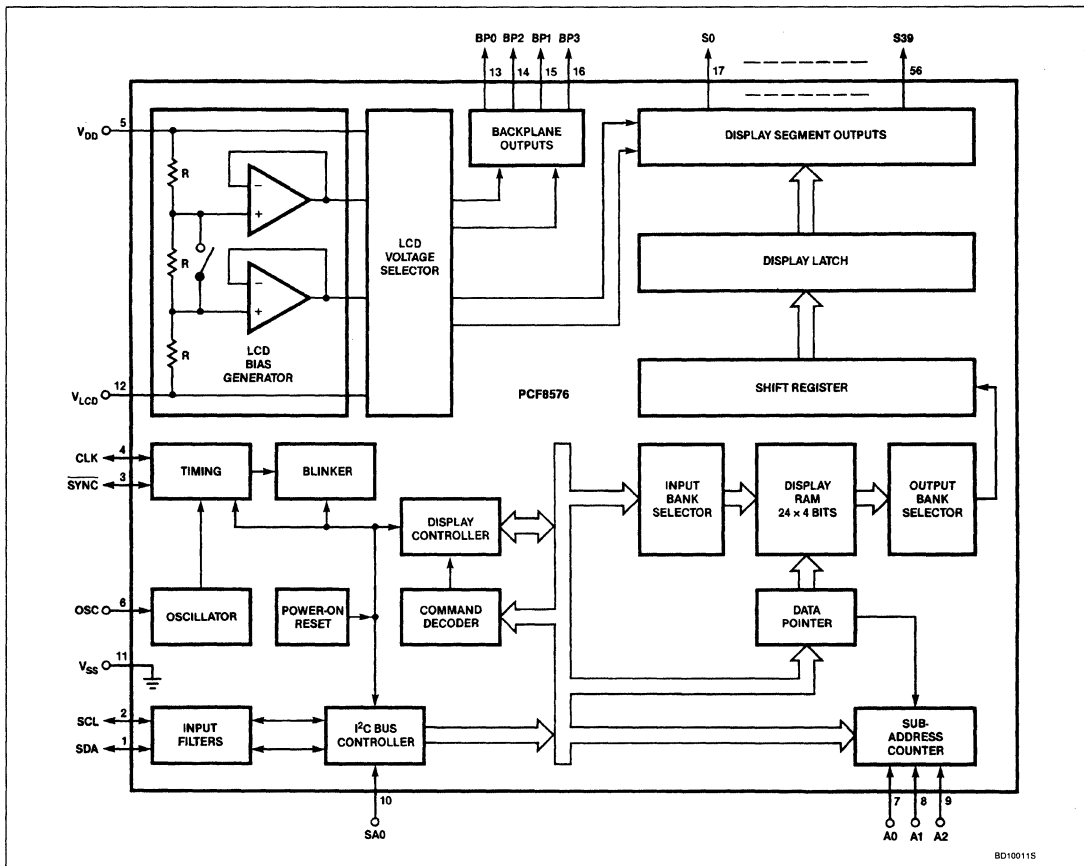 BP0 BP2 BP1 BP3 S0 S39
13 14 15 16 17 56
V_DD 5
R
R
R
- +
- +
LCD
BIAS
GENERATOR
LCD
VOLTAGE
SELECTOR
BACKPLANE
OUTPUTS
DISPLAY SEGMENT OUTPUTS
DISPLAY LATCH
SHIFT REGISTER
V_LCD 12
PCF8576
CLK 4
SYNC 3
TIMING
BLINKER
DISPLAY
CONTROLLER
INPUT
BANK
SELECTOR
DISPLAY
RAM
24 × 4 BITS
OUTPUT
BANK
SELECTOR
OSC 6
OSCILLATOR
POWER-ON
RESET
COMMAND
DECODER
DATA
POINTER
V_SS 11
SCL 2
SDA 1
INPUT
FILTERS
I²C BUS
CONTROLLER
SUB-
ADDRESS
COUNTER
10
SA0
7 8 9
A0 A1 A2
BD10011S